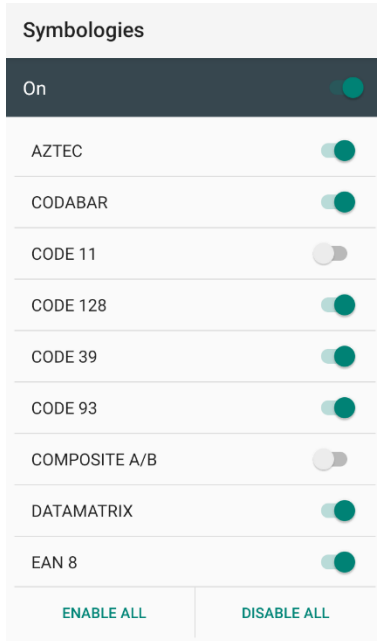 Symbologies
On
AZTEC
CODABAR
CODE 11
CODE 128
CODE 39
CODE 93
COMPOSITE A/B
DATAMATRIX
EAN 8
ENABLE ALL DISABLE ALL